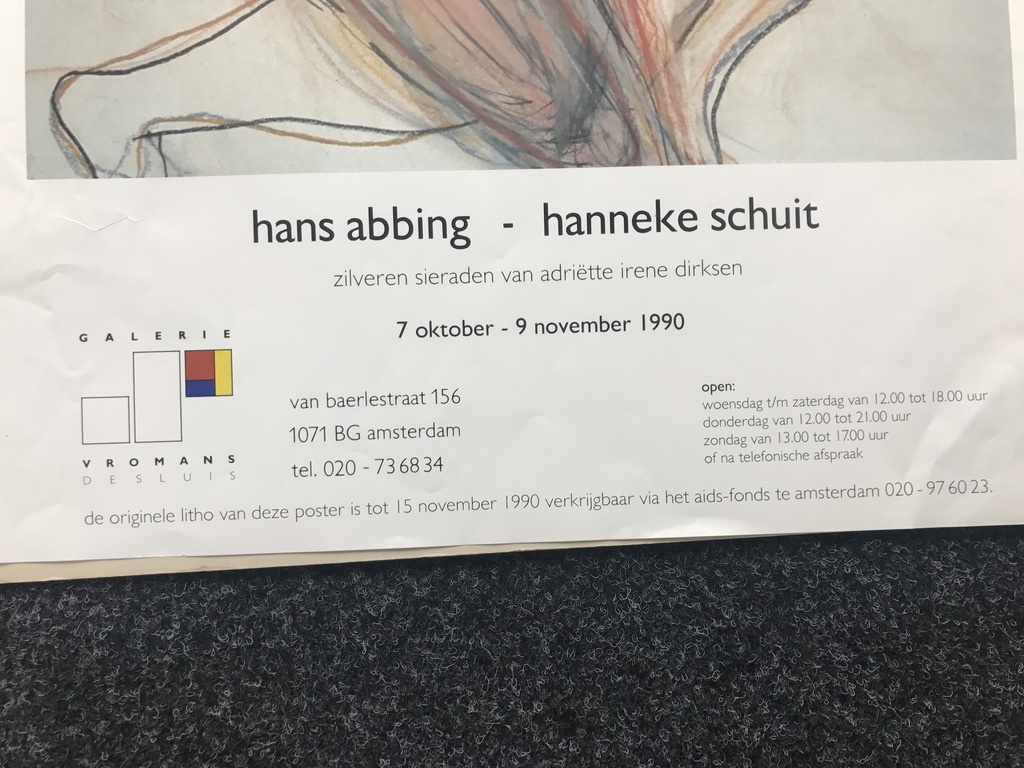 hans abbing - hanneke schuit
zilveren sieraden van adriëtte irene dirksen
7 oktober - 9 november 1990
GALERIE
VROMANS
DESLUIS
van baerlestraat 156
1071 BG amsterdam
tel. 020 - 73 68 34
open:
woensdag t/m zaterdag van 12.00 tot 18.00 uur
donderdag van 12.00 tot 21.00 uur
zondag van 13.00 tot 17.00 uur
of na telefonische afspraak
de originele litho van deze poster is tot 15 november 1990 verkrijgbaar via het aids-fonds te amsterdam 020 - 97 60 23.